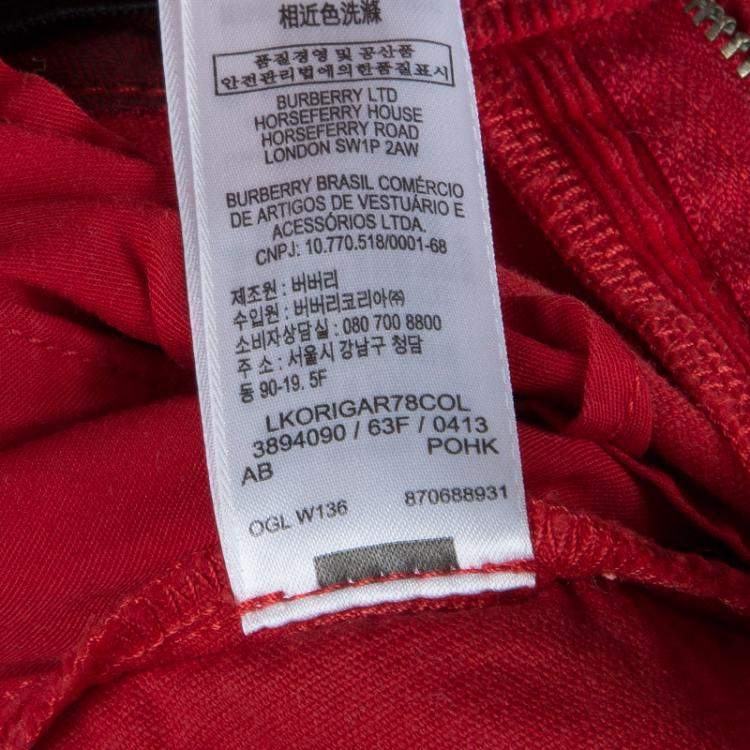 相近色洗滌
품질경영 및 공산품
안전관리법에의한품질표시
BURBERRY LTD
HORSEFERRY HOUSE
HORSEFERRY ROAD
LONDON SW1P 2AW
BURBERRY BRASIL COMÉRCIO
DE ARTIGOS DE VESTUÁRIO E
ACESSÓRIOS LTDA.
CNPJ: 10.770.518/0001-68
제조원 : 버버리
수입원 : 버버리코리아㈜
소비자상담실 : 080 700 8800
주 소 : 서울시 강남구 청담
동 90-19. 5F
LKORIGAR78COL
3894090 / 63F / 0413
AB POHK
OGL W136 870688931